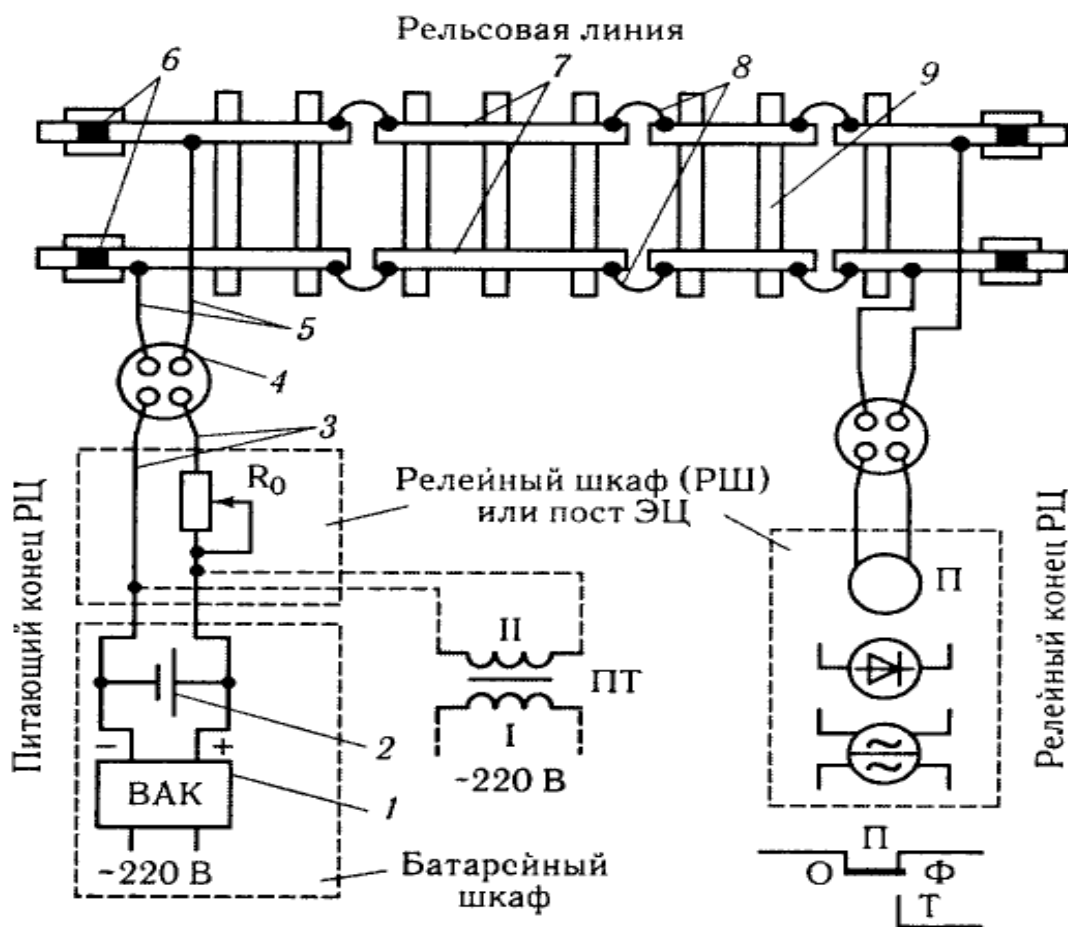 Рельсовая линия
6
7
8
9
5
4
3
R0
Релейный шкаф (РШ)
или пост ЭЦ
Питающий конец РЦ
II
ПТ
I
~220 В
2
− +
ВАК
1
~220 В
Батарейный
шкаф
П
Релейный конец РЦ
~
~
П
О Ф
Т